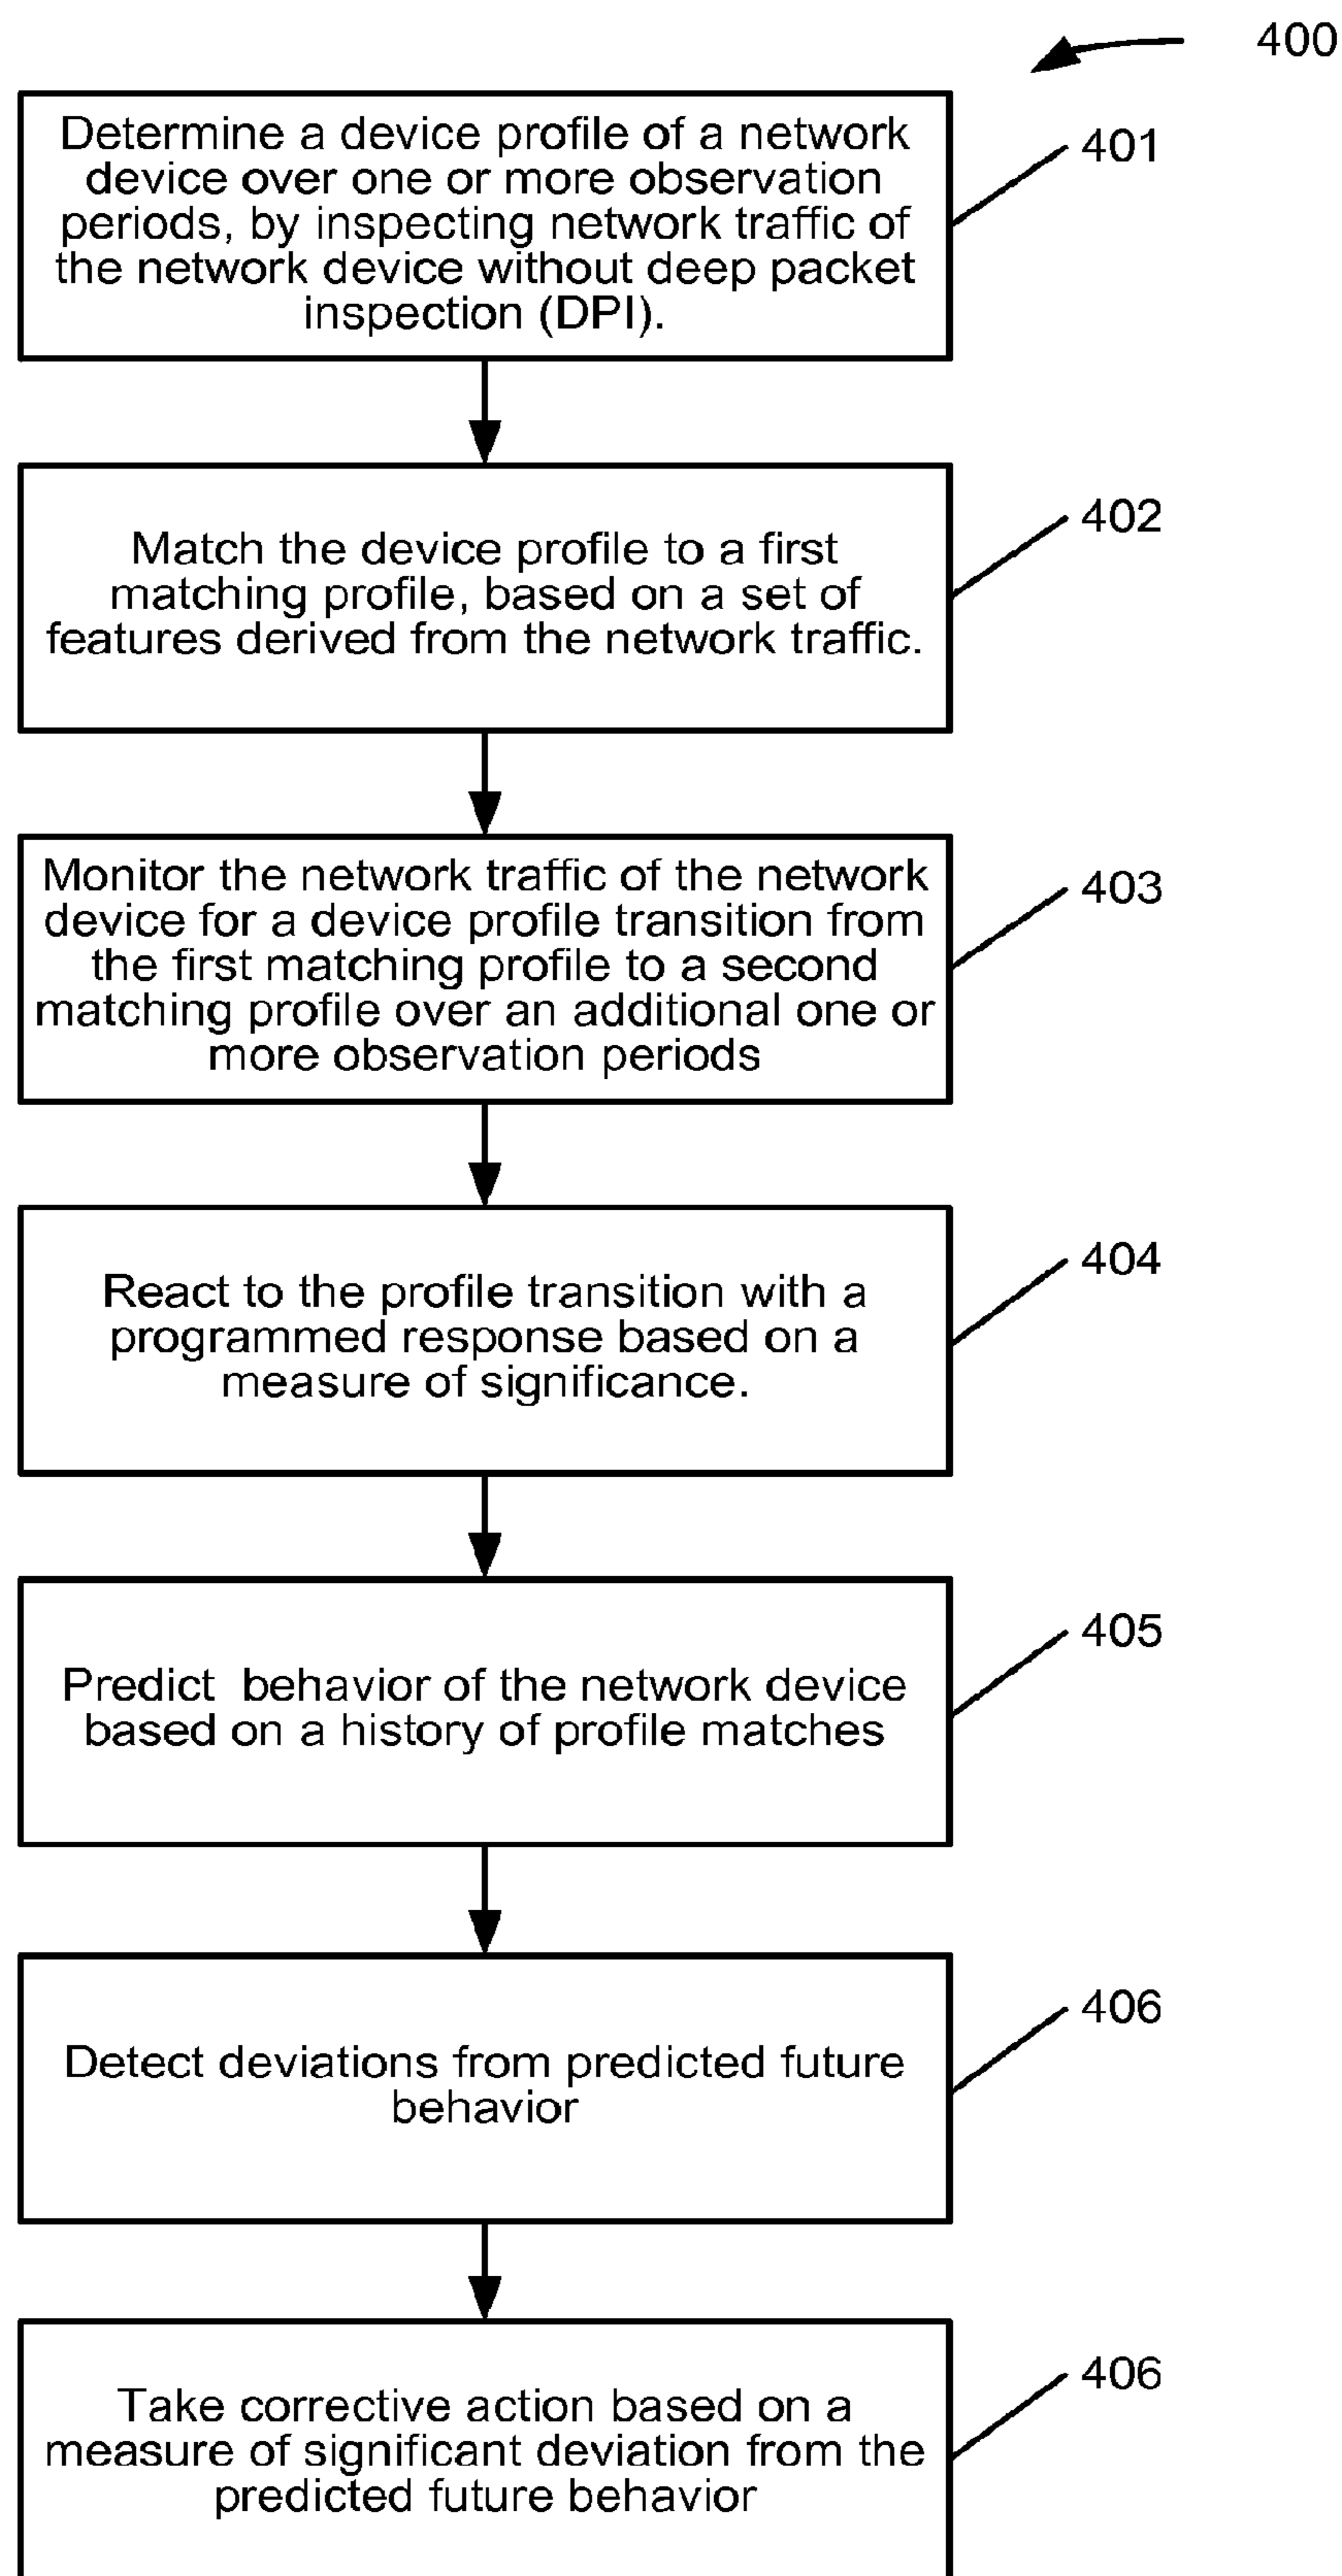 400
Determine a device profile of a network
device over one or more observation
periods, by inspecting network traffic of
the network device without deep packet
inspection (DPI).
401
Match the device profile to a first
matching profile, based on a set of
features derived from the network traffic.
402
Monitor the network traffic of the network
device for a device profile transition from
the first matching profile to a second
matching profile over an additional one or
more observation periods
403
React to the profile transition with a
programmed response based on a
measure of significance.
404
Predict  behavior of the network device
based on a history of profile matches
405
Detect deviations from predicted future
behavior
406
Take corrective action based on a
measure of significant deviation from the
predicted future behavior
406